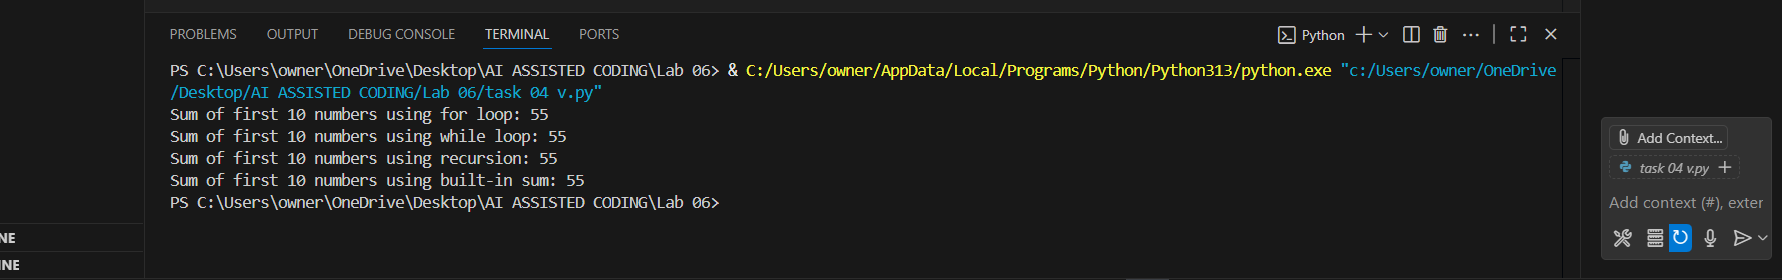 PROBLEMS OUTPUT DEBUG CONSOLE TERMINAL PORTS
Python
PS C:\Users\owner\OneDrive\Desktop\AI ASSISTED CODING\Lab 06> & C:/Users/owner/AppData/Local/Programs/Python/Python313/python.exe "c:/Users/owner/OneDrive
/Desktop/AI ASSISTED CODING/Lab 06/task 04 v.py"
Sum of first 10 numbers using for loop: 55
Sum of first 10 numbers using while loop: 55
Sum of first 10 numbers using recursion: 55
Sum of first 10 numbers using built-in sum: 55
PS C:\Users\owner\OneDrive\Desktop\AI ASSISTED CODING\Lab 06>
NE
INE
Add Context...
task 04 v.py
Add context (#), exter